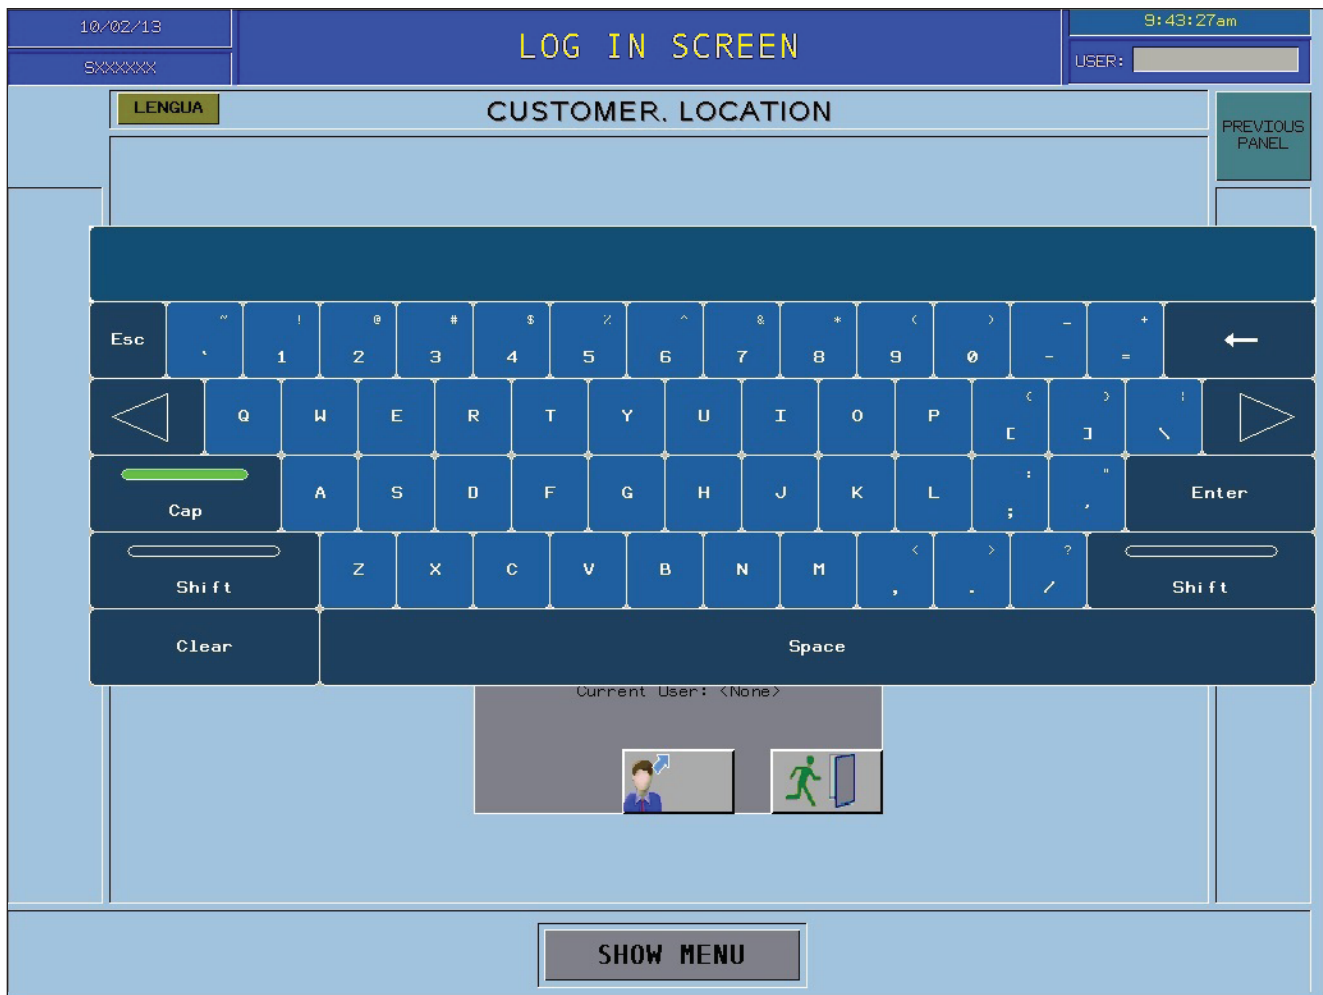 10/02/13
LOG IN SCREEN
9:43:27am
SXXXXXX
USER:
LENGUA
CUSTOMER. LOCATION
PREVIOUS
PANEL
Esc ~ ` ! 1 @ 2 # 3 $ 4 % 5 ^ 6 & 7 * 8 ( 9 ) 0 _ - + = ←
Q W E R T Y U I O P { [ } ] ¦ \
Cap A S D F G H J K L : ; " ' Enter
Shift Z X C V B N M < , > . ? / Shift
Clear Space
Current User: <None>
SHOW MENU